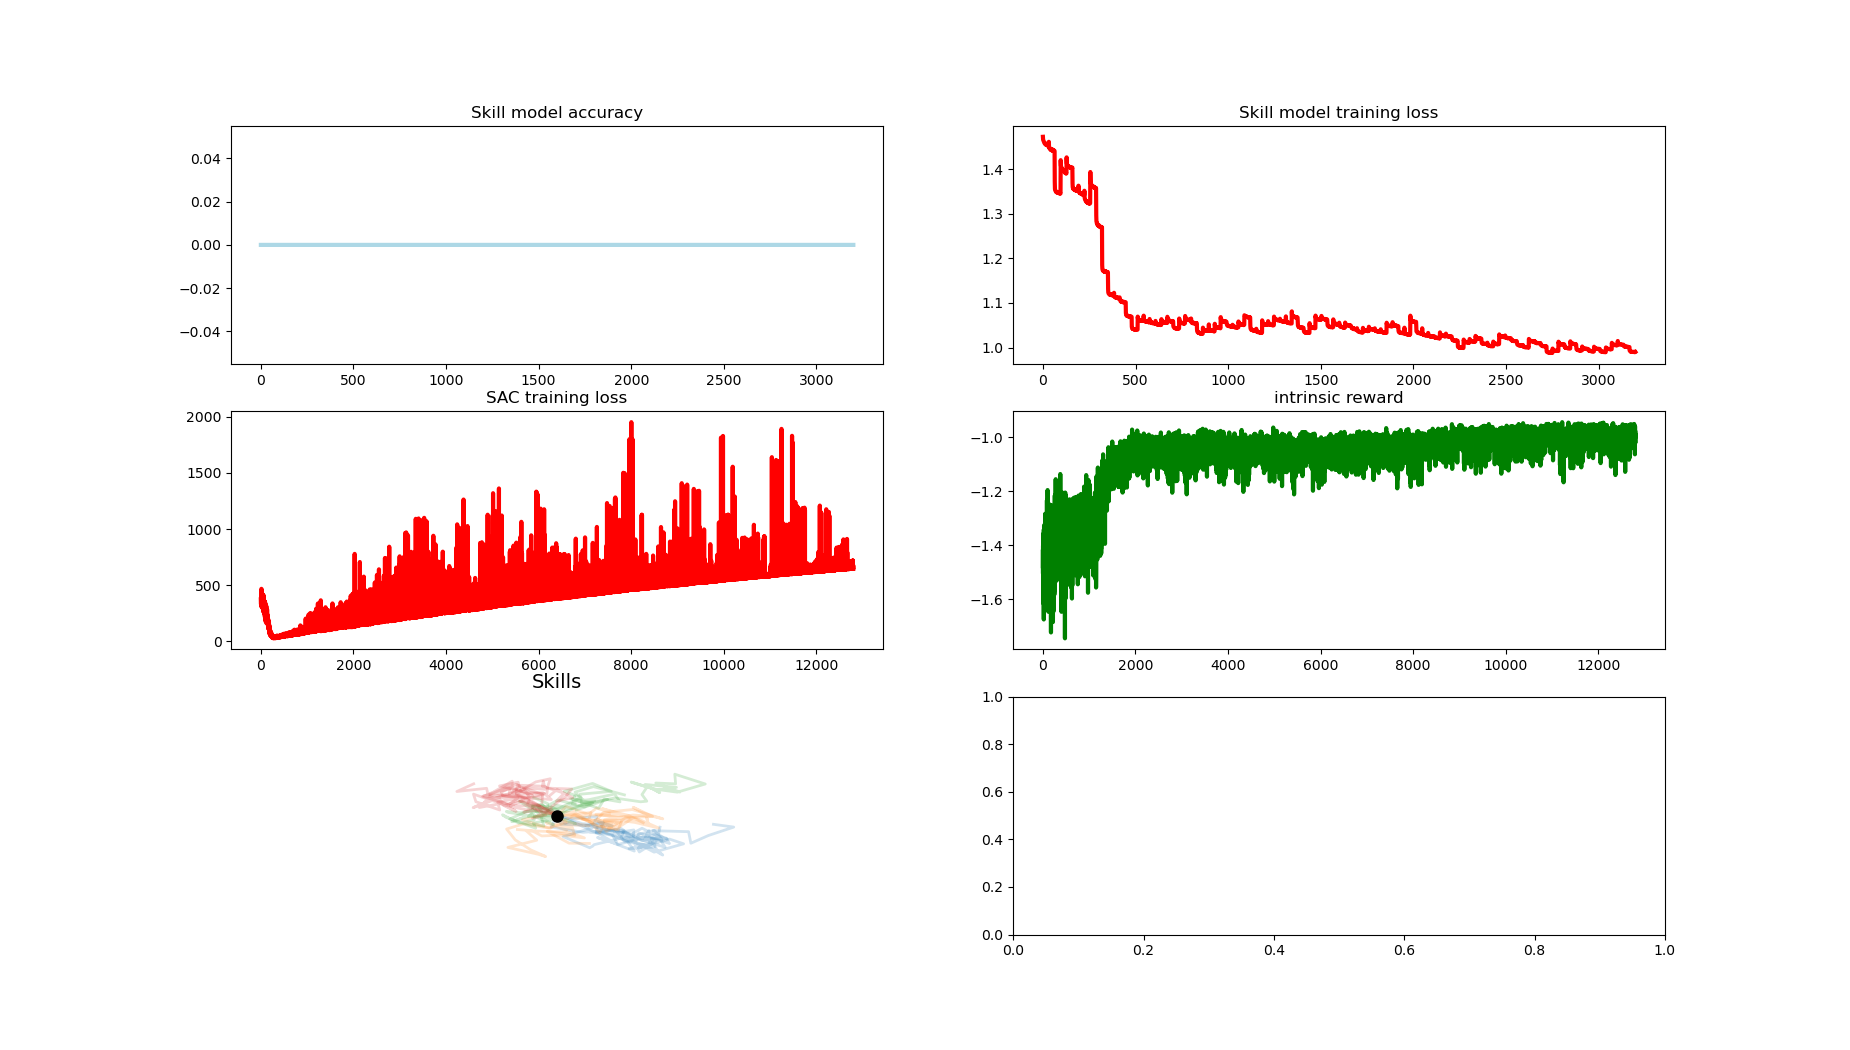 Skill model accuracy
0.04
0.02
0.00
−0.02
−0.04
0 500 1000 1500 2000 2500 3000
Skill model training loss
1.4
1.3
1.2
1.1
1.0
0 500 1000 1500 2000 2500 3000
SAC training loss
2000
1500
1000
500
0
0 2000 4000 6000 8000 10000 12000
intrinsic reward
−1.0
−1.2
−1.4
−1.6
0 2000 4000 6000 8000 10000 12000
Skills
1.0
0.8
0.6
0.4
0.2
0.0
0.0 0.2 0.4 0.6 0.8 1.0